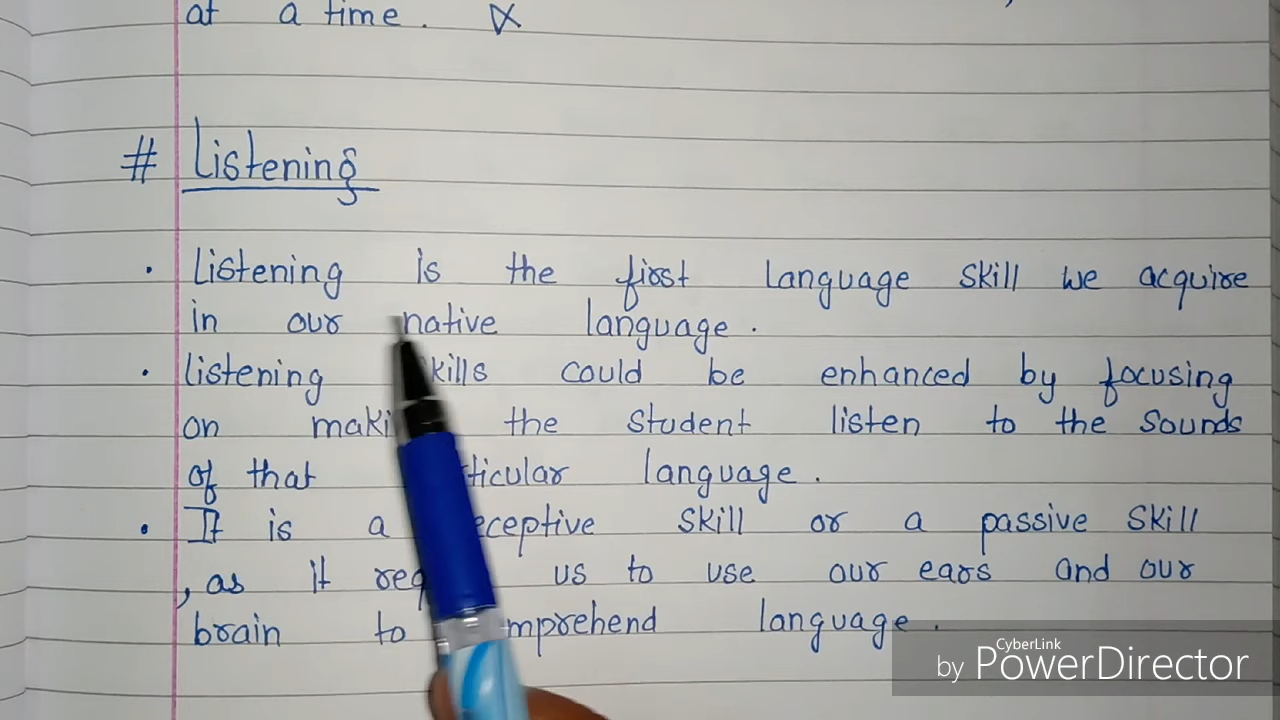 at a time.
# Listening
. Listening is the first language skill we acquire
in our native language.
. listening skills could be enhanced by focusing
on making the student listen to the sounds
of that particular language.
. It is a receptive skill or a passive skill
, as it requires us to use our ears and our
brain to comprehend language.
CyberLink
by PowerDirector